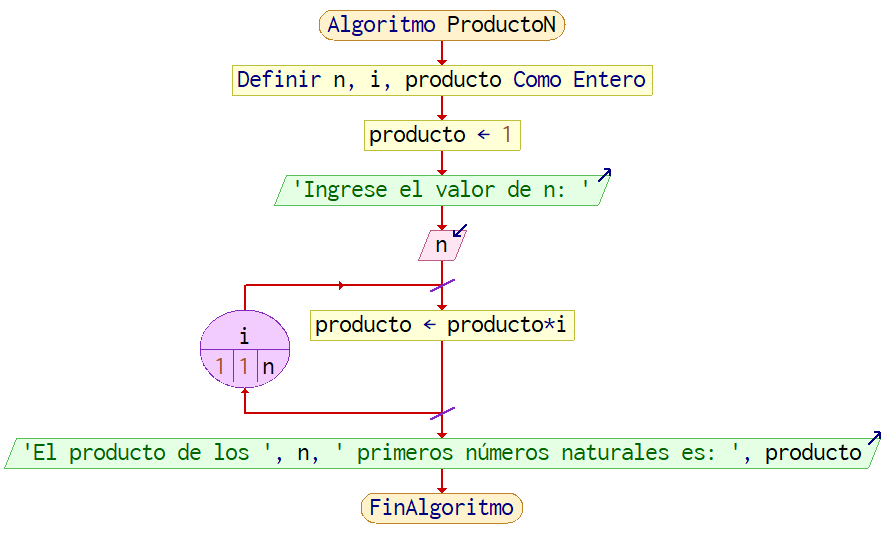 Algoritmo ProductoN
Definir n, i, producto Como Entero
producto ← 1
'Ingrese el valor de n: '
n
producto ← producto*i
i
1 1 n
'El producto de los ', n, ' primeros números naturales es: ', producto
FinAlgoritmo